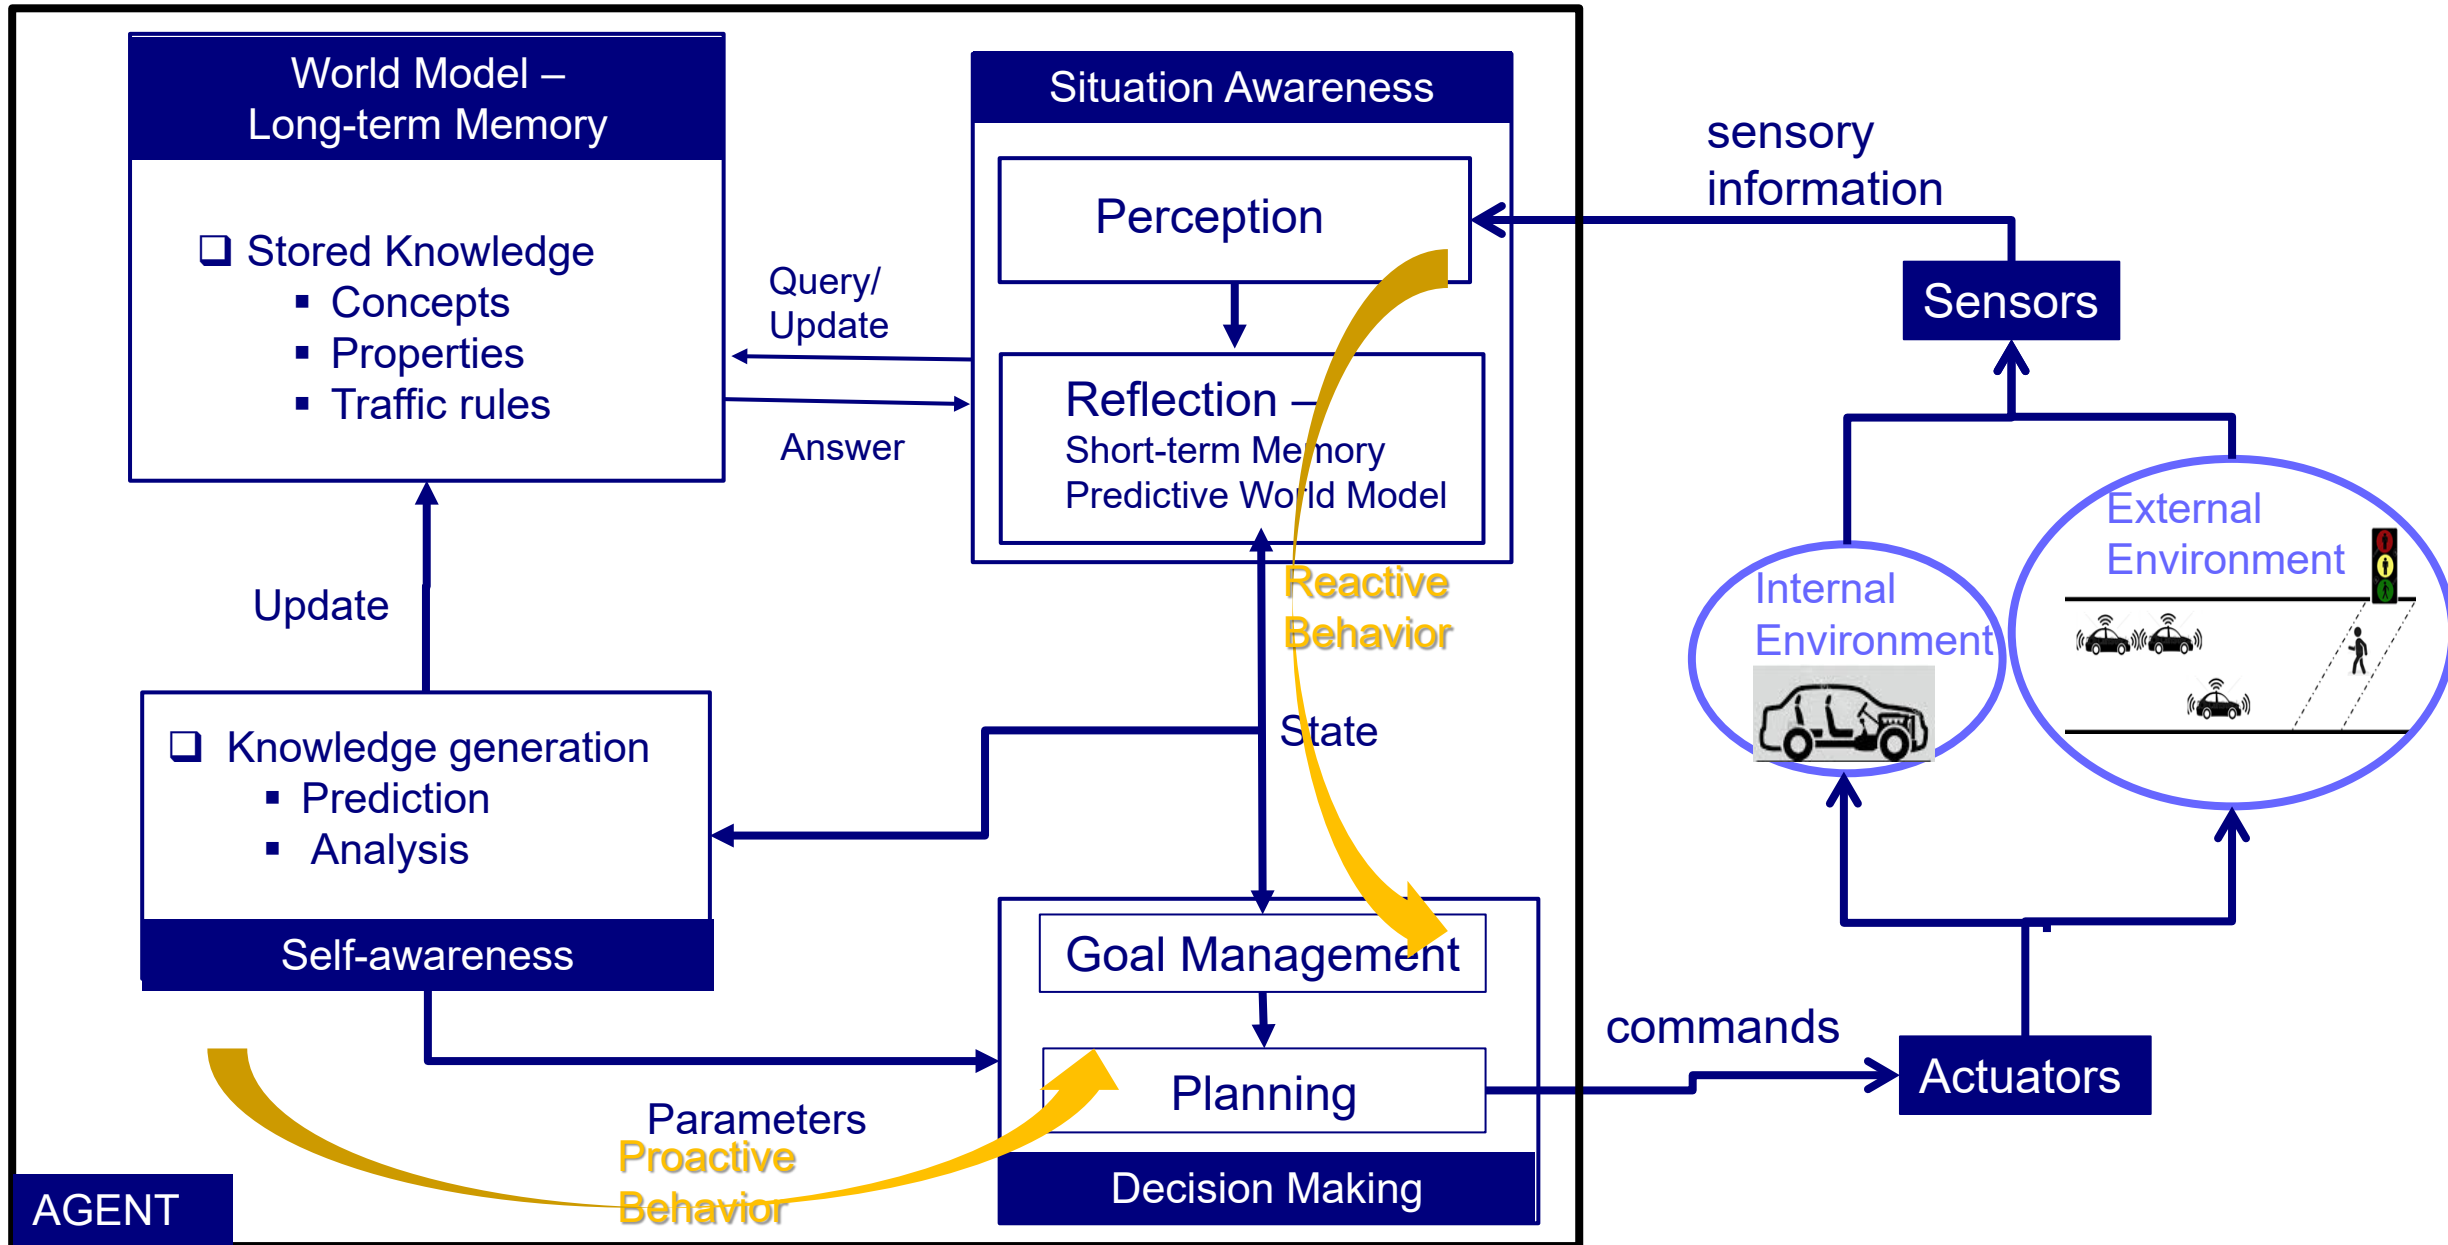 World Model –
Long-term Memory
❑ Stored Knowledge
▪ Concepts
▪ Properties
▪ Traffic rules
Query/
Update
Answer
Situation Awareness
Perception
Reflection –
Short-term Memory
Predictive World Model
sensory
information
Sensors
Internal
Environment
External
Environment
Reactive
Behavior
State
Update
❑ Knowledge generation
▪ Prediction
▪ Analysis
Self-awareness
Goal Management
Planning
Decision Making
commands
Actuators
Parameters
Proactive
Behavior
AGENT